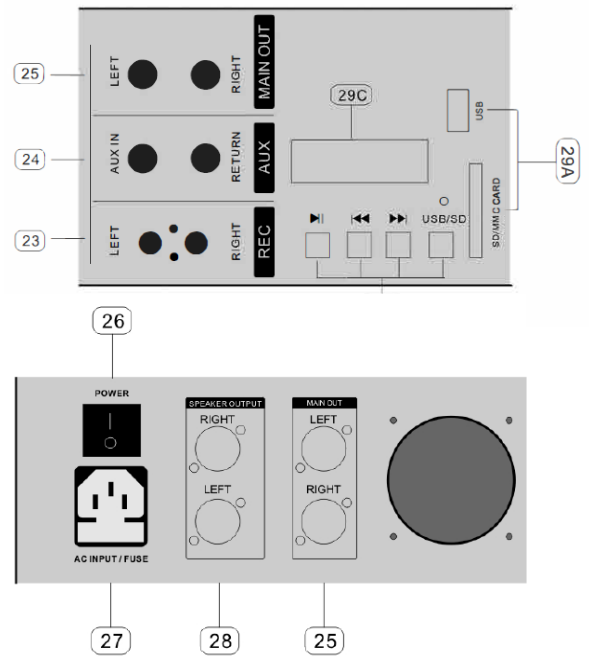 25
LEFT
RIGHT
MAIN OUT
24
AUX IN
RETURN
AUX
23
LEFT
RIGHT
REC
29C
USB
29A
SD/MMC CARD
USB/SD
26
POWER
AC INPUT / FUSE
27
SPEAKER OUTPUT
RIGHT
LEFT
28
MAIN OUT
LEFT
RIGHT
25